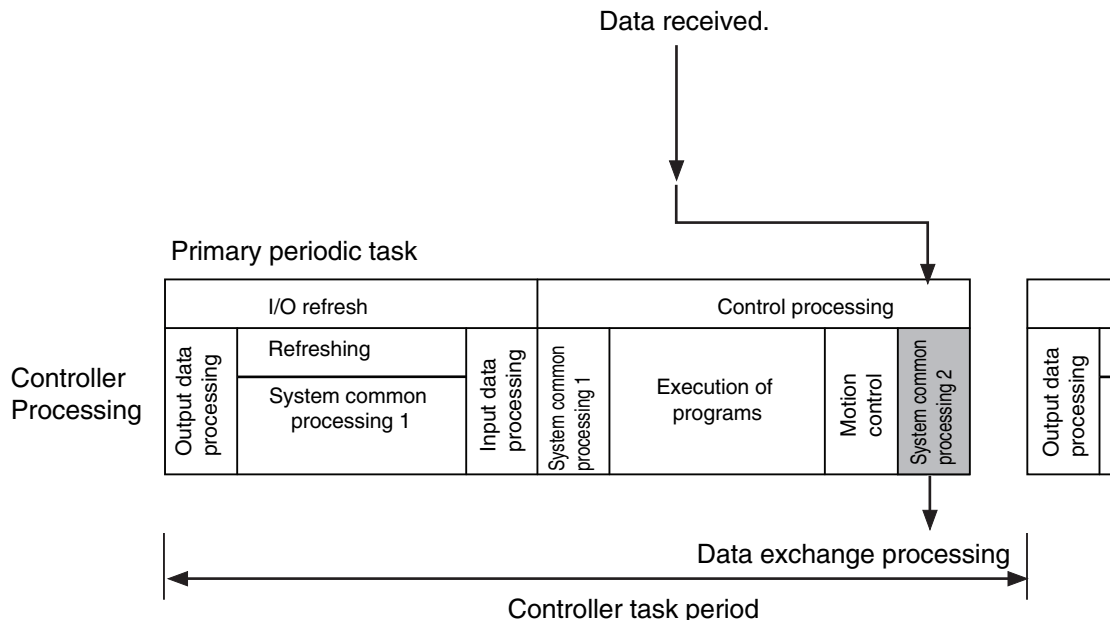 Data received.
Primary periodic task
I/O refresh
Control processing
Controller
Processing
Output data
processing
Refreshing
System common
processing 1
Input data
processing
System common
processing 1
Execution of
programs
Motion
control
System common
processing 2
Output data
processing
Data exchange processing
Controller task period